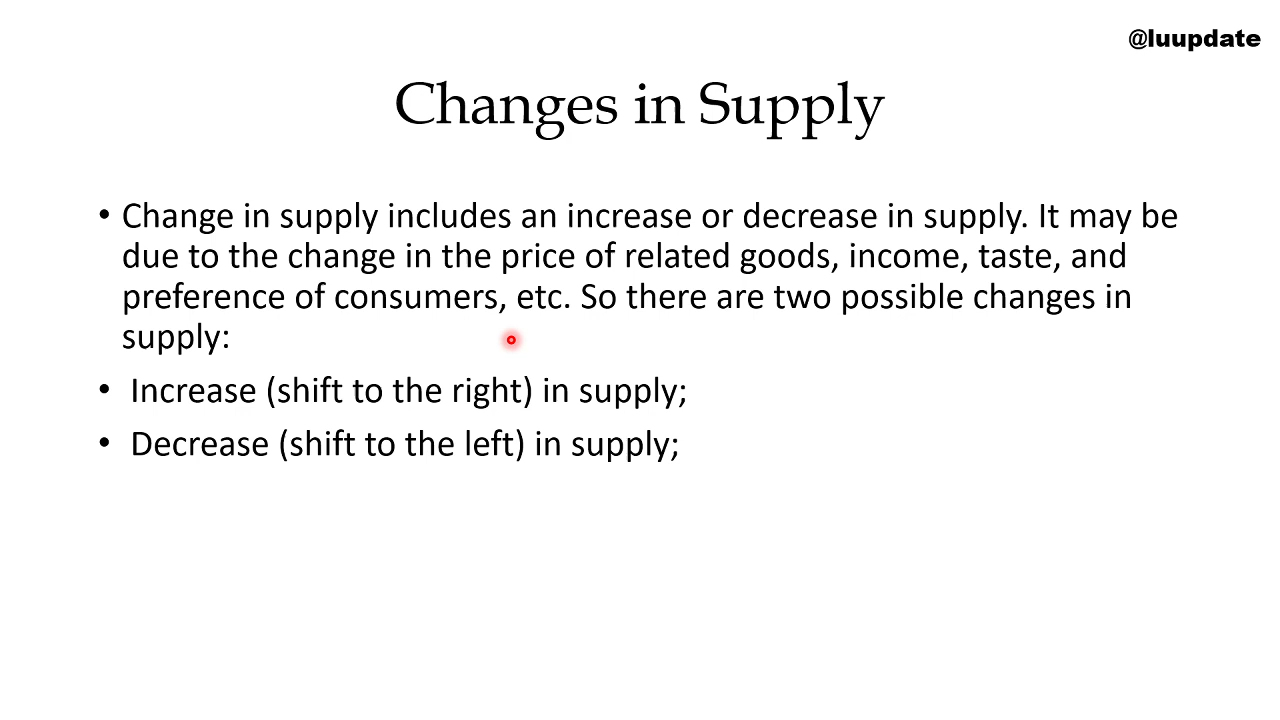 @luupdate
Changes in Supply
• Change in supply includes an increase or decrease in supply. It may be
due to the change in the price of related goods, income, taste, and
preference of consumers, etc. So there are two possible changes in
supply:
• Increase (shift to the right) in supply;
• Decrease (shift to the left) in supply;